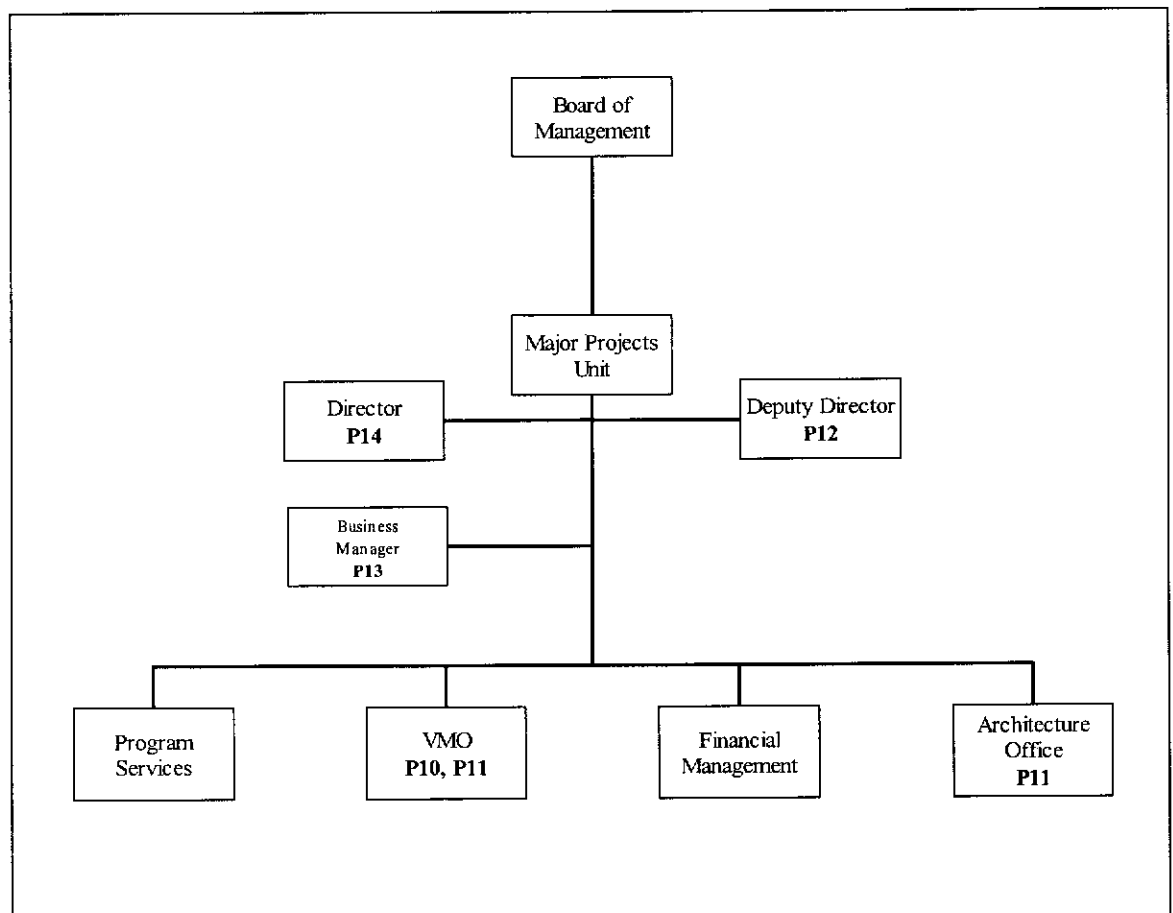 Board of
Management
Major Projects
Unit
Director
P14
Deputy Director
P12
Business
Manager
P13
Program
Services
VMO
P10, P11
Financial
Management
Architecture
Office
P11